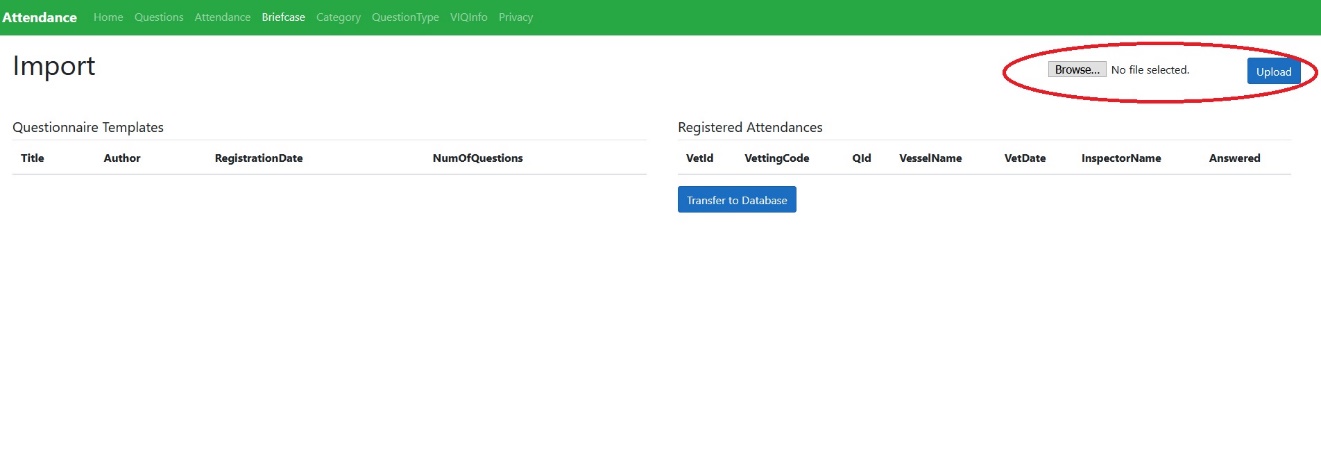 Attendance Home Questions Attendance Briefcase Category QuestionType VIQInfo Privacy
Import
Browse... No file selected. Upload
Questionnaire Templates
Title Author RegistrationDate NumOfQuestions
Registered Attendances
VetId VettingCode QId VesselName VetDate InspectorName Answered
Transfer to Database